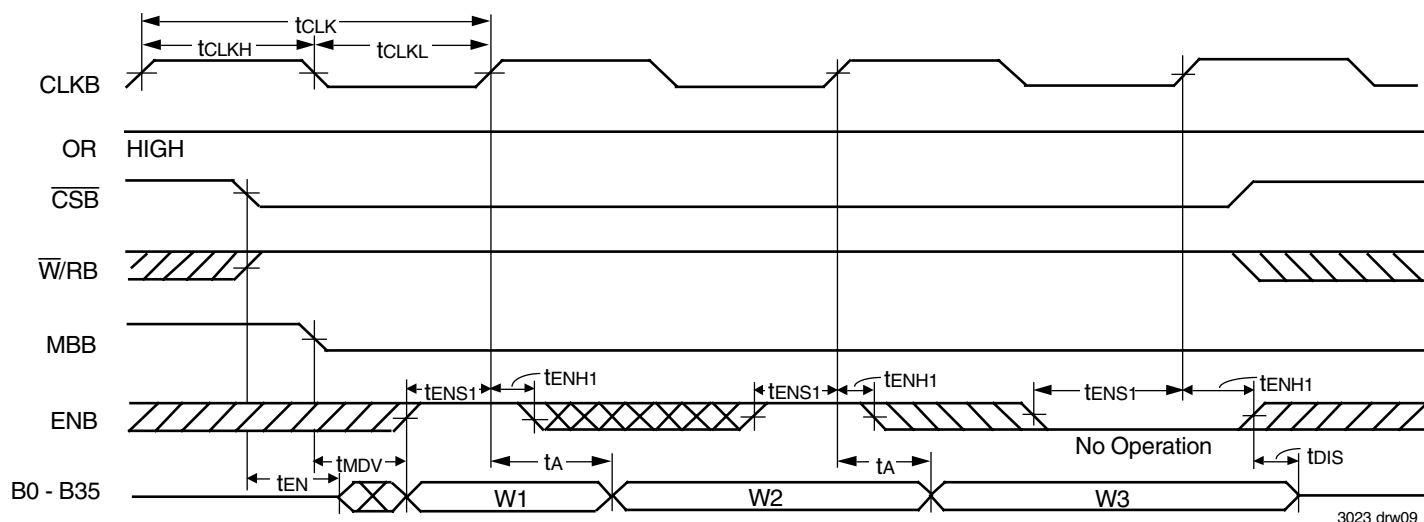 tCLK
tCLKH tCLKL
CLKB
OR HIGH
CSB
W/RB
MBB
tENS1 tENH1 tENS1 tENH1 tENS1 tENH1
ENB
No Operation
tMDV tA tA tDIS
tEN
B0 - B35 W1 W2 W3
3023 drw09